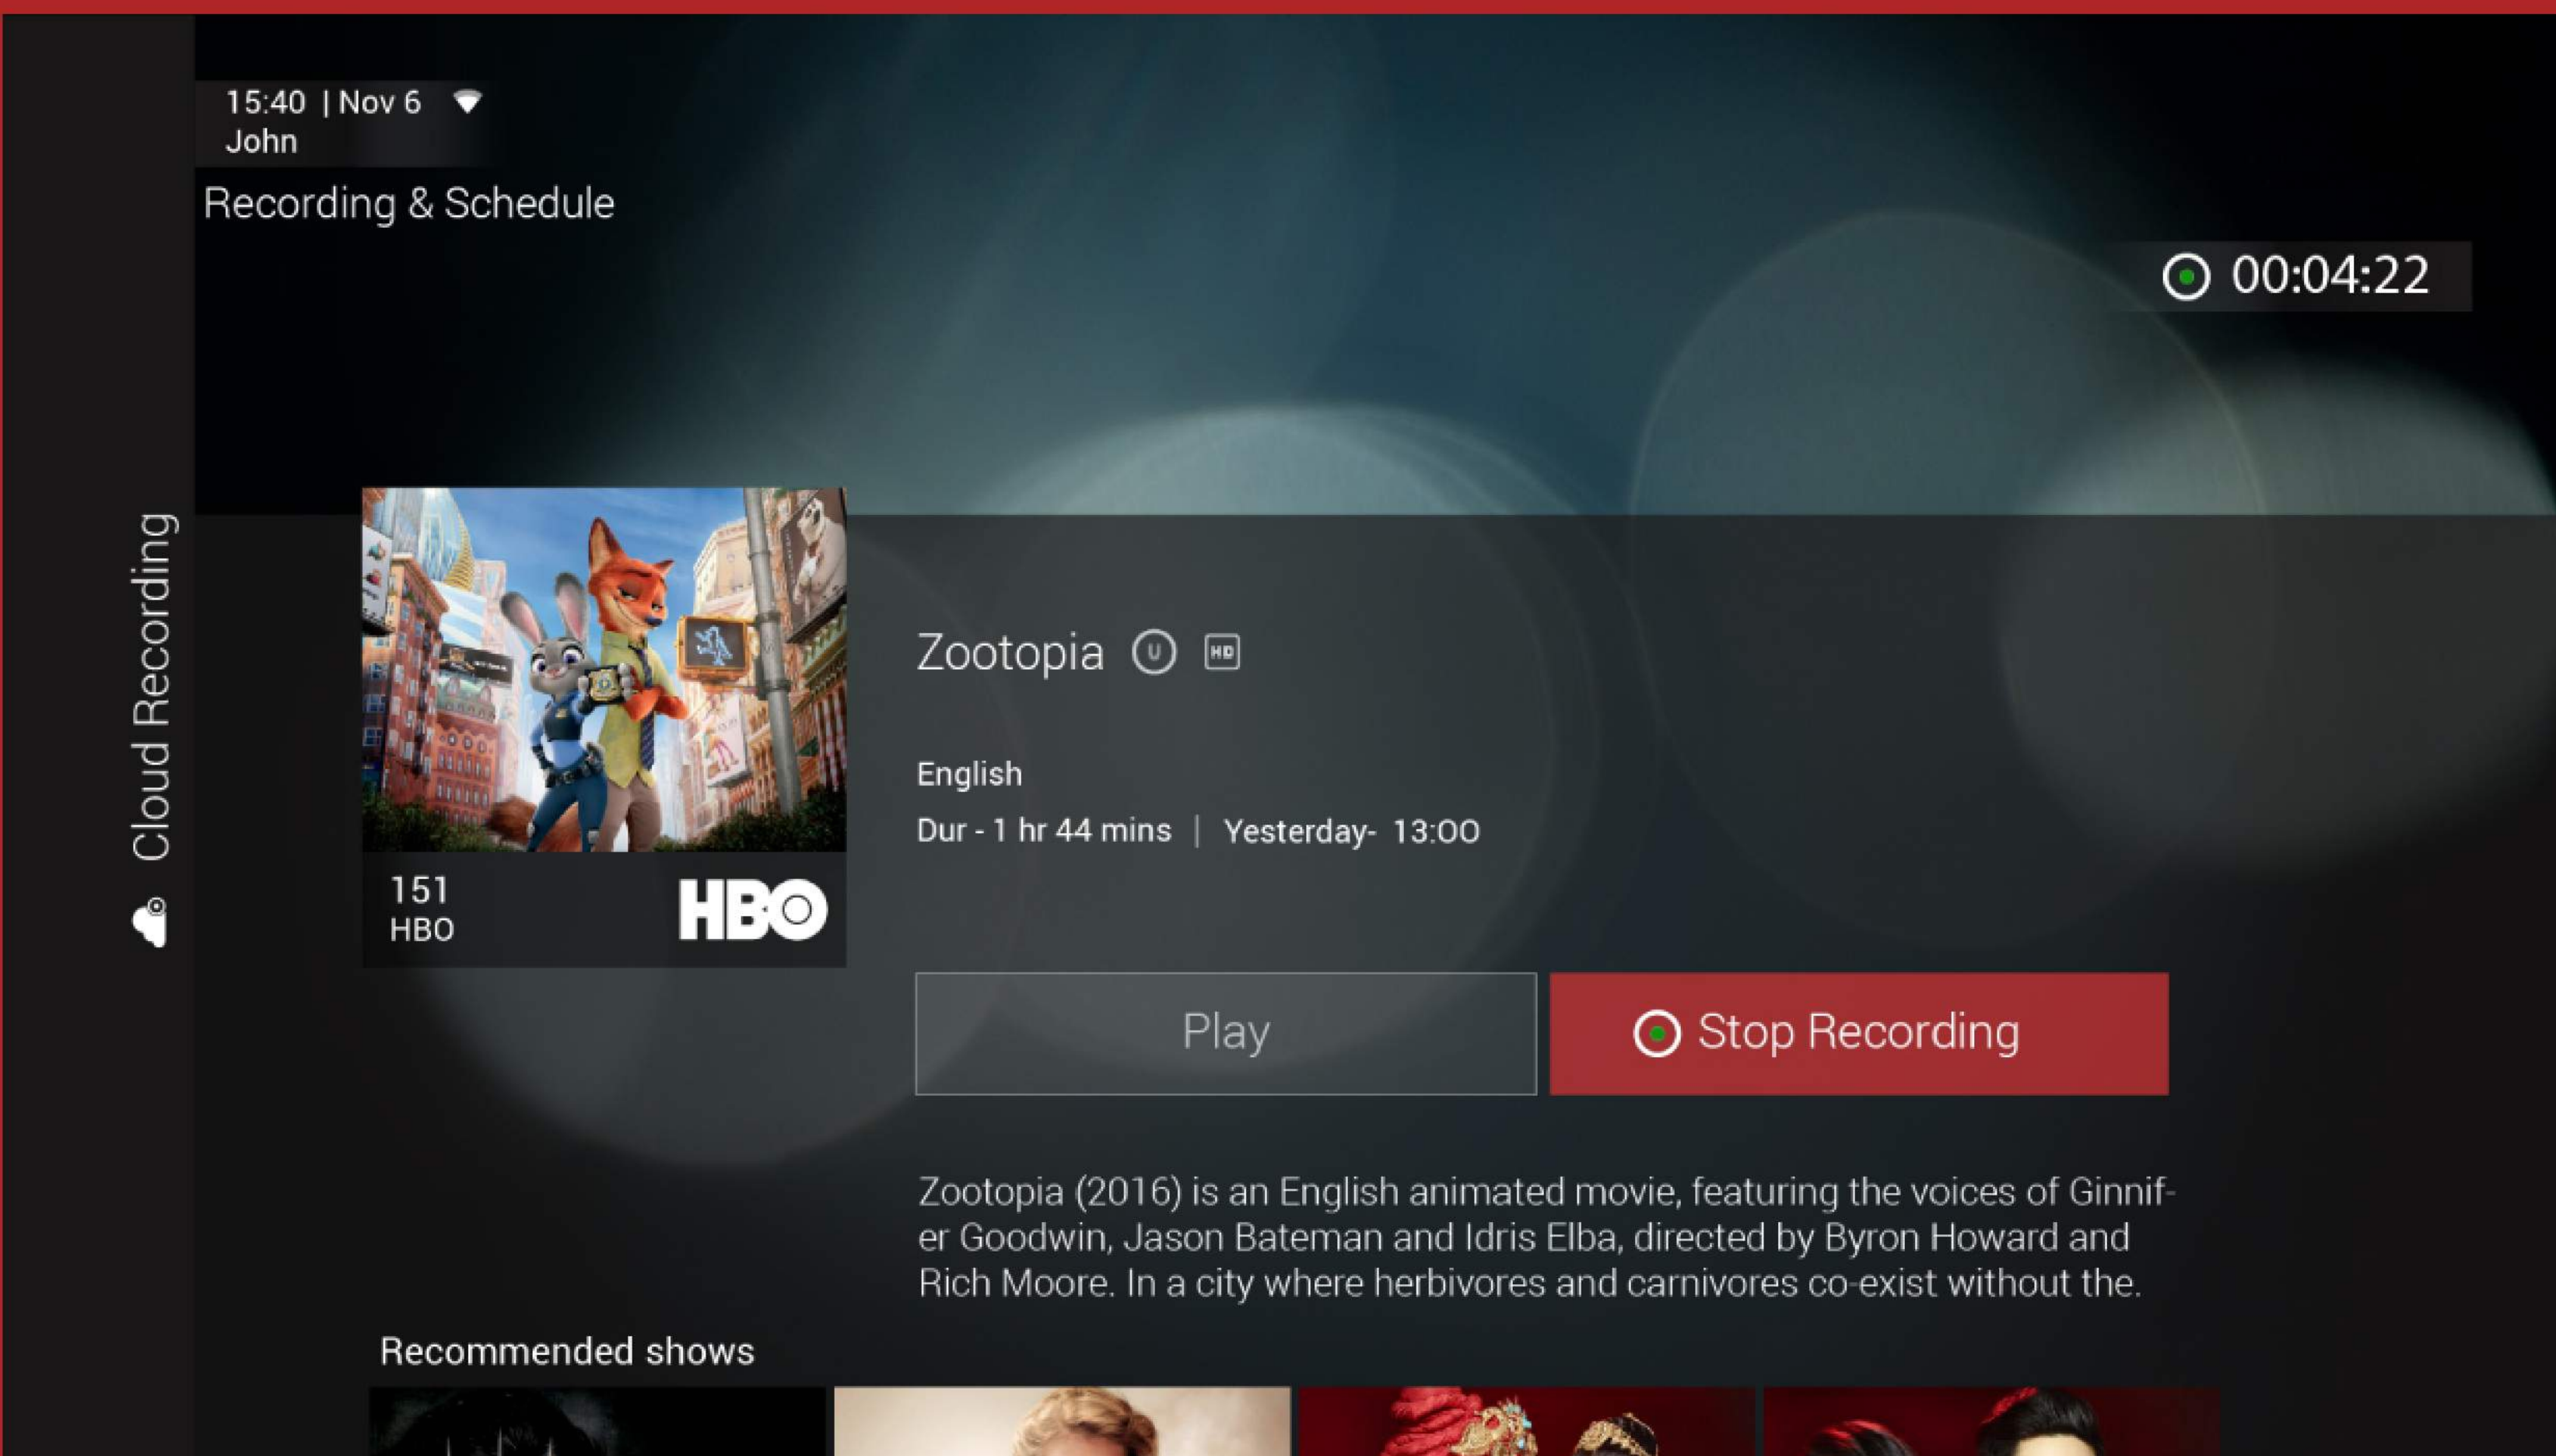 15:40 | Nov 6
John
Recording & Schedule
00:04:22
Cloud Recording
Zootopia U HD
English
Dur - 1 hr 44 mins | Yesterday- 13:00
151
HBO
HBO
Play
Stop Recording
Zootopia (2016) is an English animated movie, featuring the voices of Ginnif-
er Goodwin, Jason Bateman and Idris Elba, directed by Byron Howard and
Rich Moore. In a city where herbivores and carnivores co-exist without the.
Recommended shows